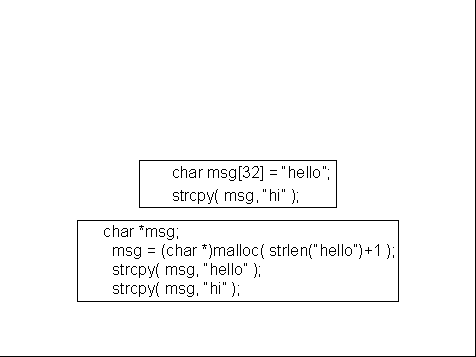 char msg[32] = "hello";
strcpy( msg, "hi" );
char *msg;
msg = (char *)malloc( strlen("hello")+1 );
strcpy( msg, "hello" );
strcpy( msg, "hi" );